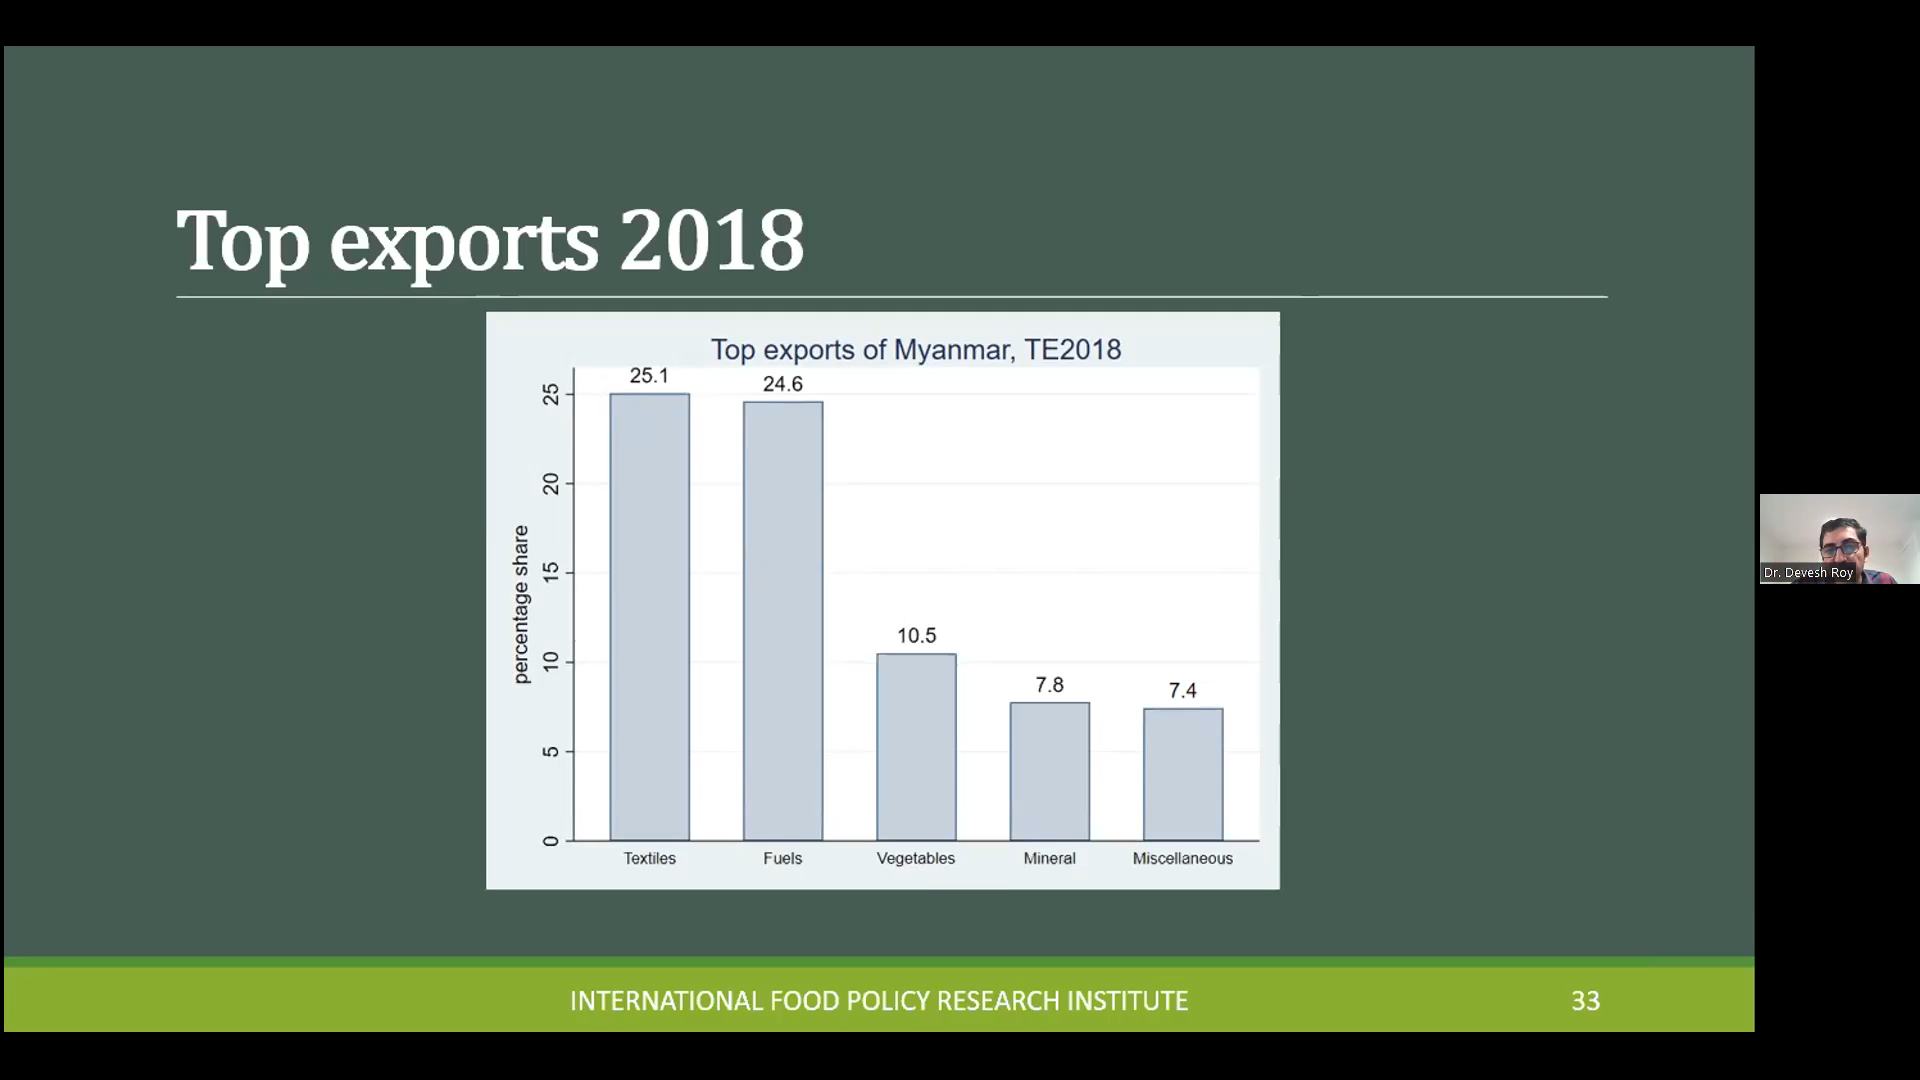 Top exports 2018
Top exports of Myanmar, TE2018
percentage share
25
20
15
10
5
0
25.1
24.6
10.5
7.8
7.4
Textiles
Fuels
Vegetables
Mineral
Miscellaneous
Dr. Devesh Roy
INTERNATIONAL FOOD POLICY RESEARCH INSTITUTE
33